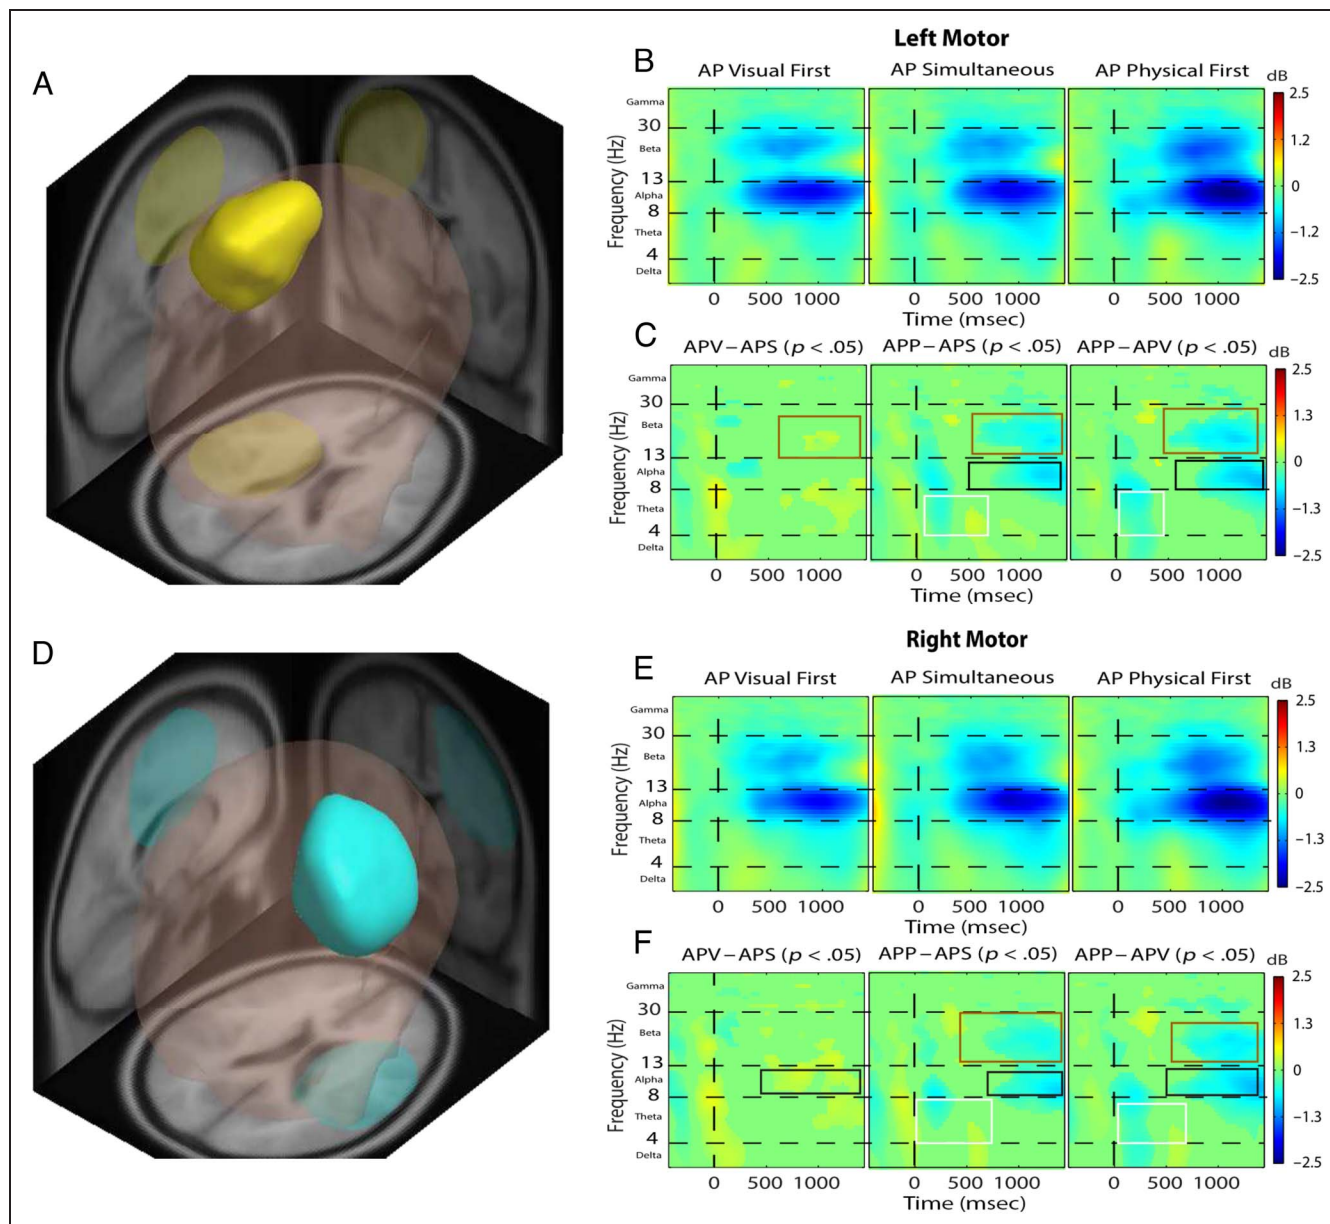 A
Left Motor
B
AP Visual First
AP Simultaneous
AP Physical First
dB
Frequency (Hz)
Gamma
30
Beta
13
Alpha
8
Theta
4
Delta
2.5
1.2
0
−1.2
−2.5
0 500 1000
0 500 1000
0 500 1000
Time (msec)
C
APV−APS (p < .05)
APP−APS (p < .05)
APP−APV (p < .05)
dB
Frequency (Hz)
Gamma
30
Beta
13
Alpha
8
Theta
4
Delta
2.5
1.3
0
−1.3
−2.5
0 500 1000
0 500 1000
0 500 1000
Time (msec)
D
Right Motor
E
AP Visual First
AP Simultaneous
AP Physical First
dB
Frequency (Hz)
Gamma
30
Beta
13
Alpha
8
Theta
4
Delta
2.5
1.3
0
−1.3
−2.5
0 500 1000
0 500 1000
0 500 1000
Time (msec)
F
APV−APS (p < .05)
APP−APS (p < .05)
APP−APV (p < .05)
dB
Frequency (Hz)
Gamma
30
Beta
13
Alpha
8
Theta
4
Delta
2.5
1.3
0
−1.3
−2.5
0 500 1000
0 500 1000
0 500 1000
Time (msec)